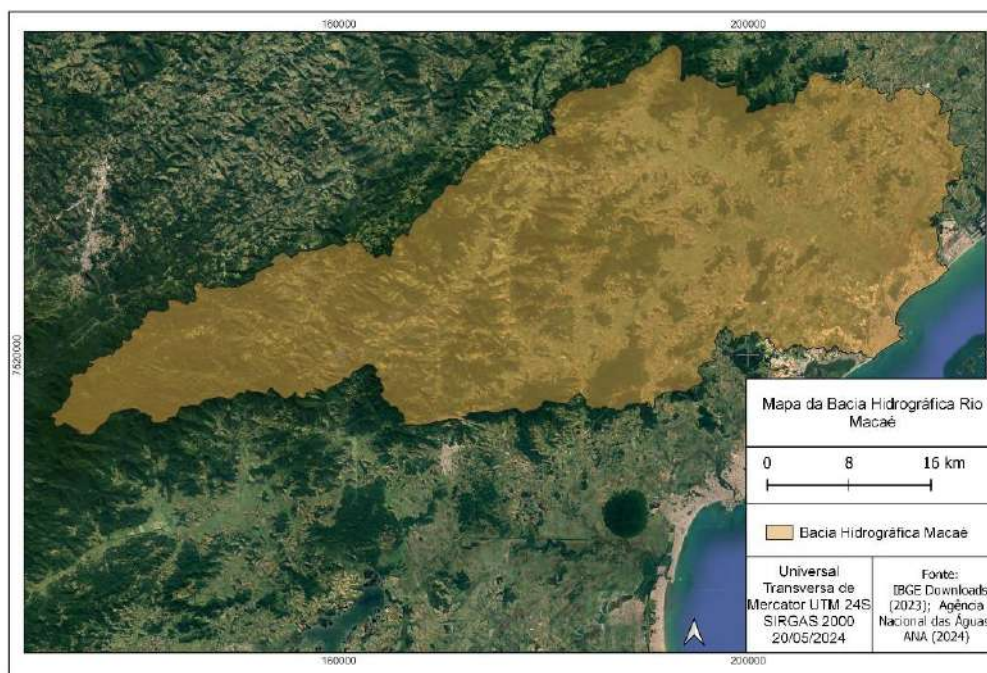 160000
200000
7520000
Mapa da Bacia Hidrográfica Rio
Macaé
0 8 16 km
Bacia Hidrográfica Macaé
Universal
Transversa de
Mercator UTM 24S
SIRGAS 2000
20/05/2024
Fonte:
IBGE Downloads
(2023); Agência
Nacional das Águas
ANA (2024)
160000
200000